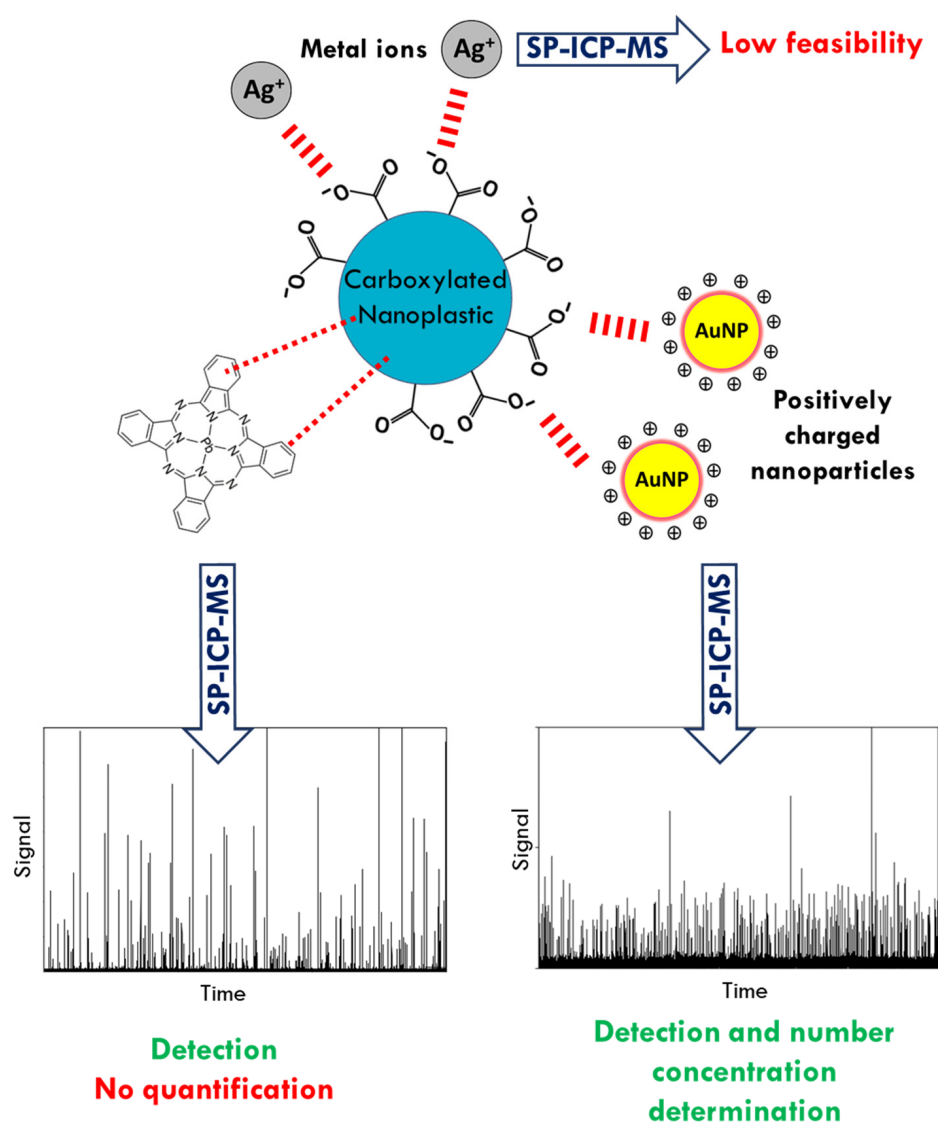 Metal ions
Ag+
SP-ICP-MS
Low feasibility
Ag+
-O
O
-O
O
O
O-
O
O-
Carboxylated
Nanoplastic
O-
O
O-
O
O
O-
AuNP
Positively
charged
nanoparticles
AuNP
N
N
N
N
Pb
N
N
N
N
SP-ICP-MS
SP-ICP-MS
Signal
Time
Signal
Time
Detection
No quantification
Detection and number
concentration
determination